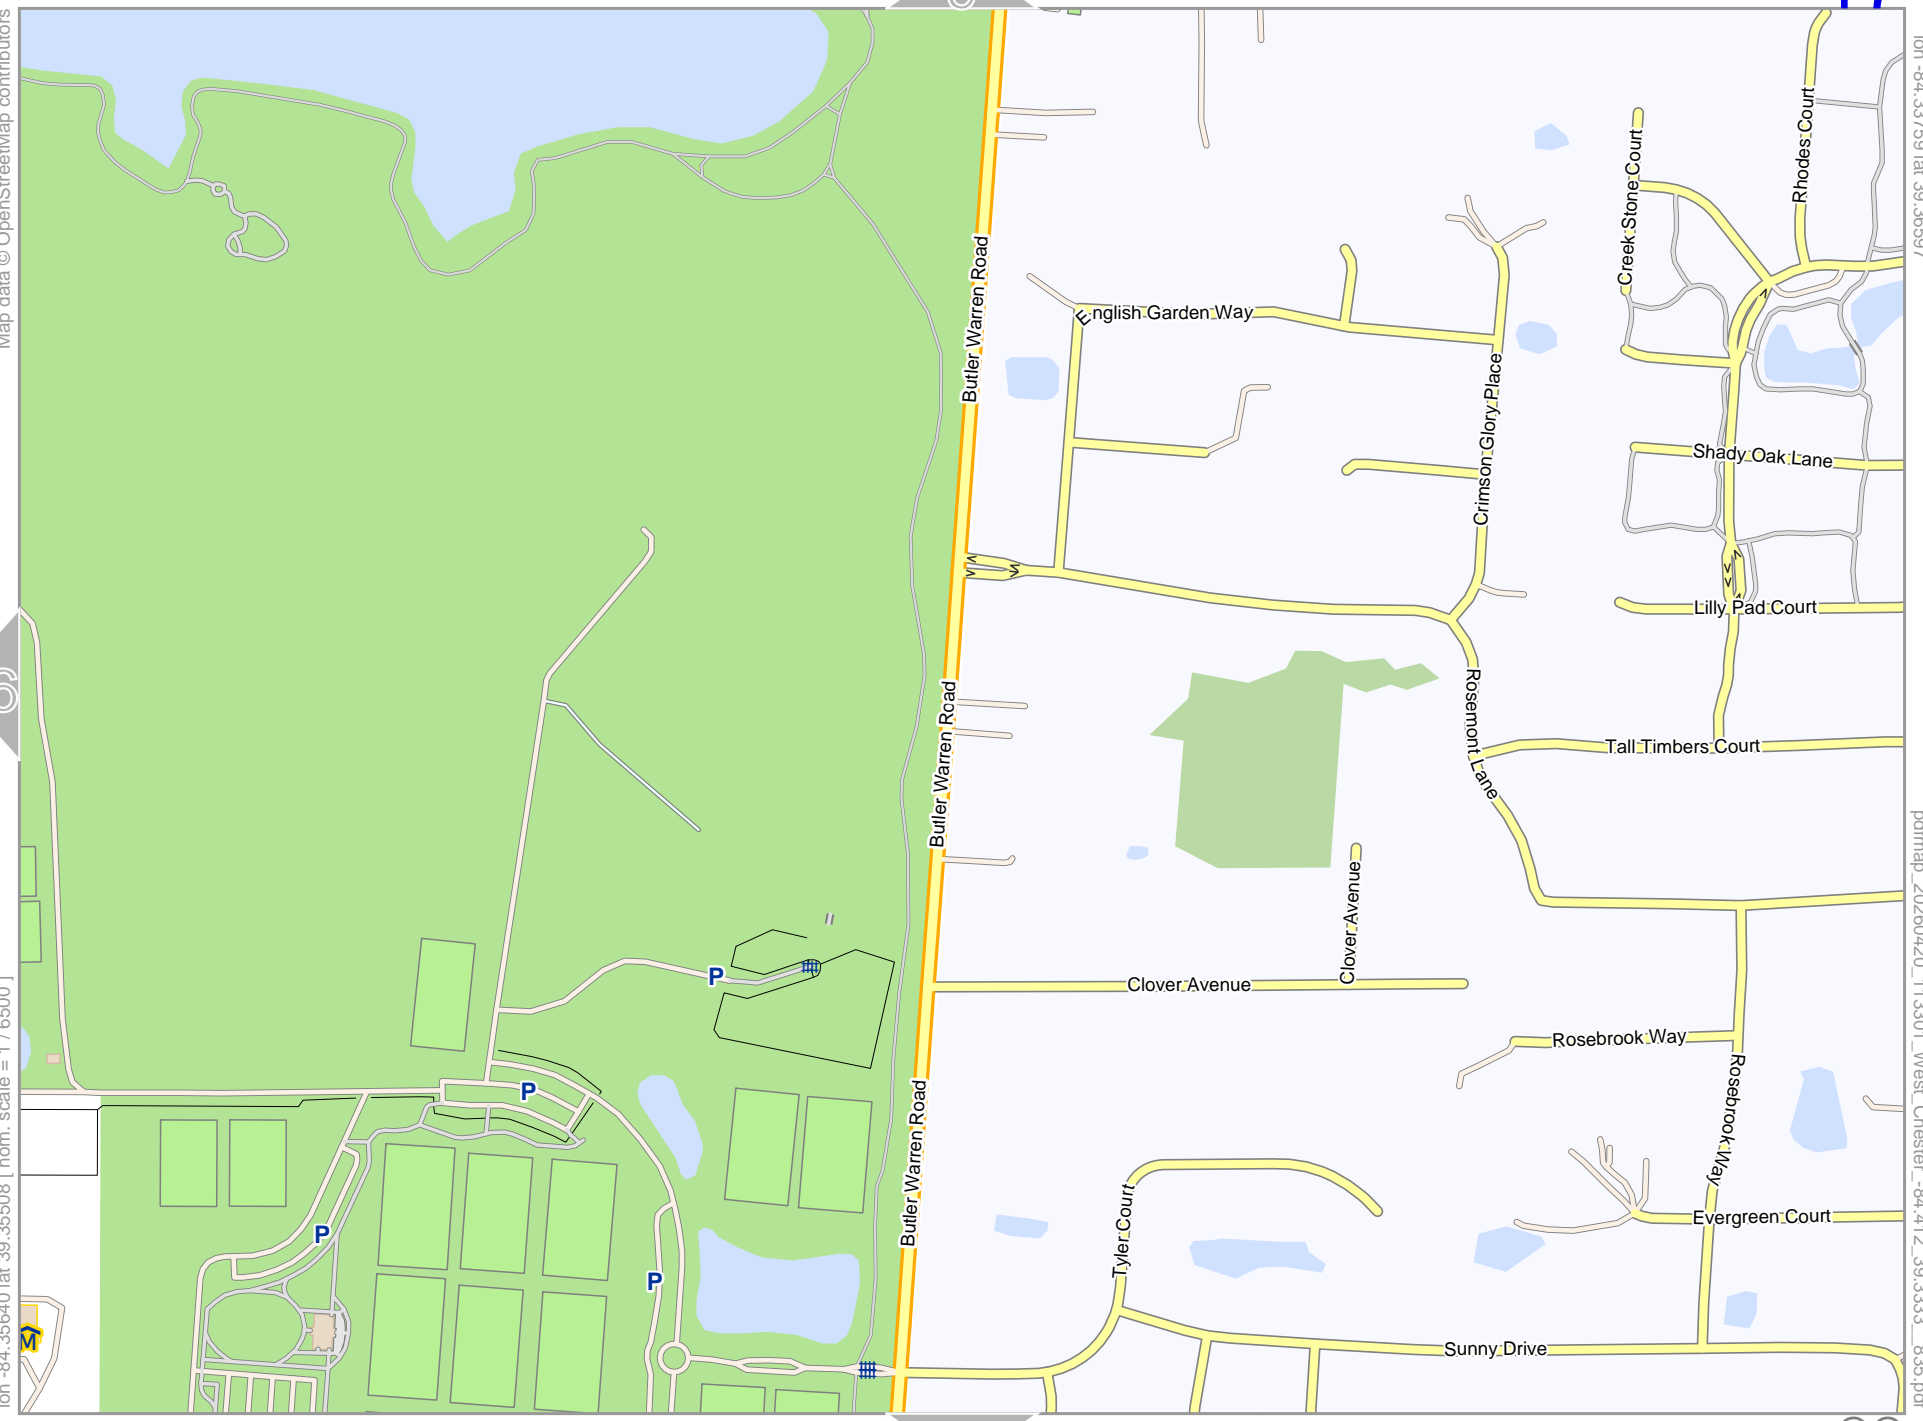 Map data © OpenStreetMap contributors
Butler Warren Road
English Garden Way
Crimson Glory Place
Creek Stone Court
Rhodes Court
Shady Oak Lane
Lilly Pad Court
Rosemont Lane
Tall Timbers Court
Butler Warren Road
Clover Avenue
Clover Avenue
P
Rosebrook Way
Rosebrook Way
P
Butler Warren Road
P
P
Tyler Court
Evergreen Court
Sunny Drive
M